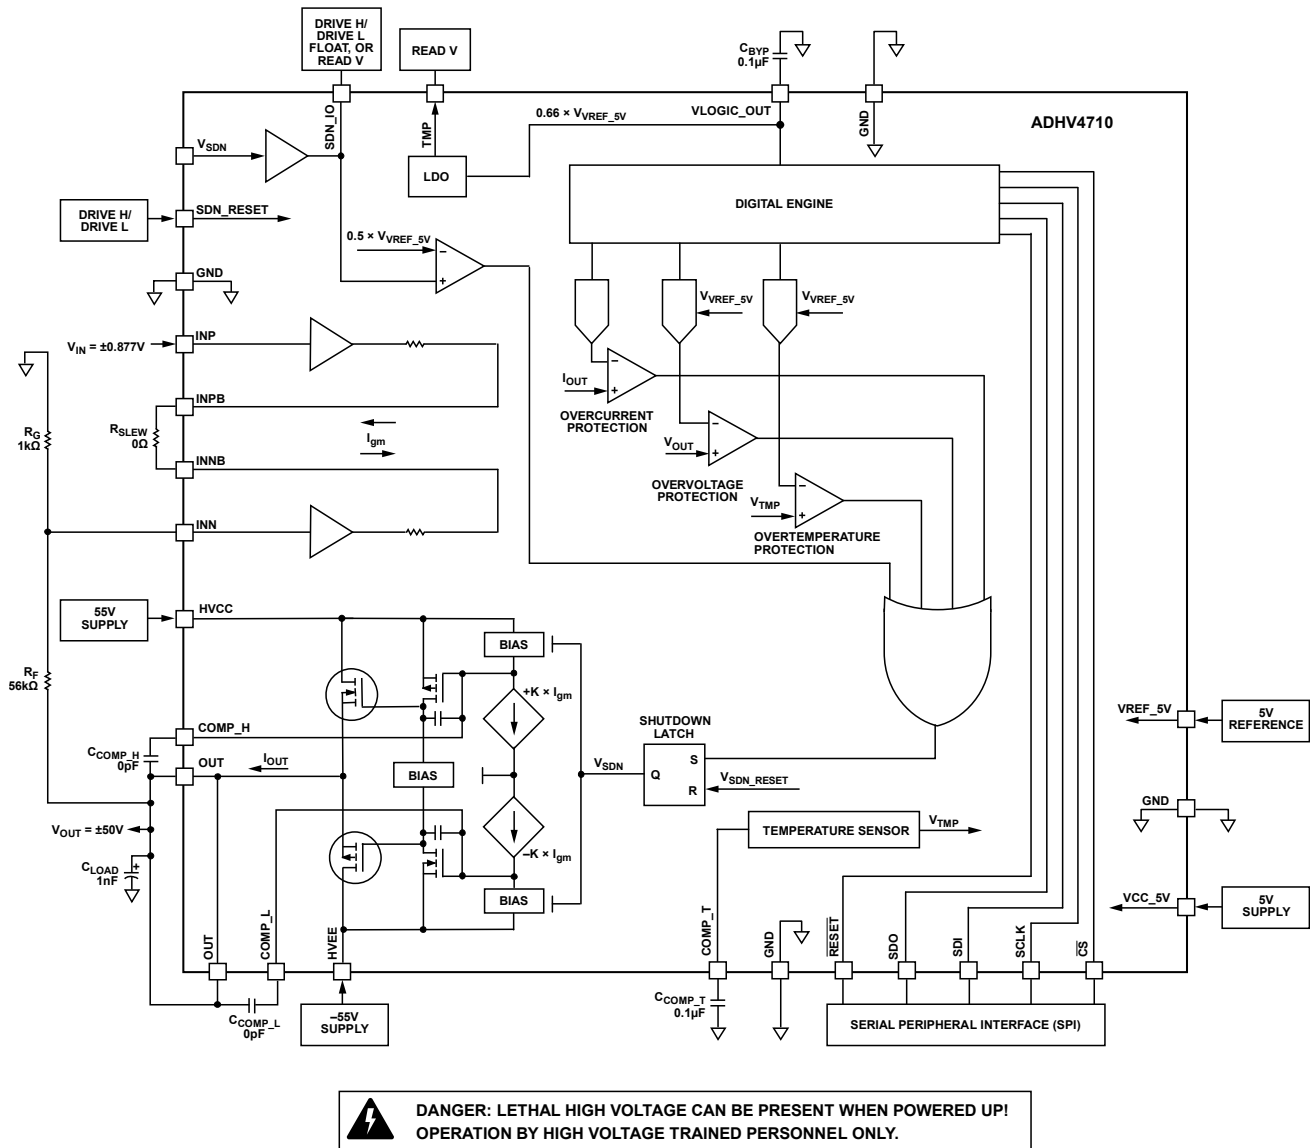 DRIVE H/
DRIVE L
FLOAT, OR
READ V
READ V
CBYP
0.1µF
SDN_IO
TMP
0.66 × VVREF_5V
VLOGIC_OUT
GND
ADHV4710
VSDN
LDO
DIGITAL ENGINE
DRIVE H/
DRIVE L
SDN_RESET
0.5 × VVREF_5V
−
+
GND
VVREF_5V
VVREF_5V
VIN = ±0.877V
INP
−
+
IOUT
OVERCURRENT
PROTECTION
INPB
RG
1kΩ
RSLEW
0Ω
Igm
−
+
VOUT
INNB
OVERVOLTAGE
PROTECTION
−
+
VTMP
INN
OVERTEMPERATURE
PROTECTION
55V
SUPPLY
HVCC
BIAS
RF
56kΩ
+K × Igm
COMP_H
SHUTDOWN
LATCH
VREF_5V
5V
REFERENCE
CCOMP_H
0pF
OUT
IOUT
BIAS
VSDN
Q
S
R
VSDN_RESET
GND
VOUT = ±50V
TEMPERATURE SENSOR
VTMP
CLOAD
1nF
+
−K × Igm
BIAS
VCC_5V
5V
SUPPLY
OUT
COMP_L
HVEE
COMP_T
GND
RESET
SDO
SDI
SCLK
CS
CCOMP_L
0pF
−55V
SUPPLY
CCOMP_T
0.1µF
SERIAL PERIPHERAL INTERFACE (SPI)
DANGER: LETHAL HIGH VOLTAGE CAN BE PRESENT WHEN POWERED UP!
OPERATION BY HIGH VOLTAGE TRAINED PERSONNEL ONLY.